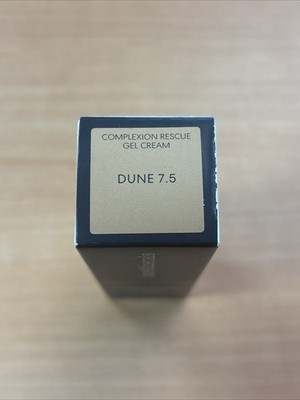 COMPLEXION RESCUE
GEL CREAM
DUNE 7.5